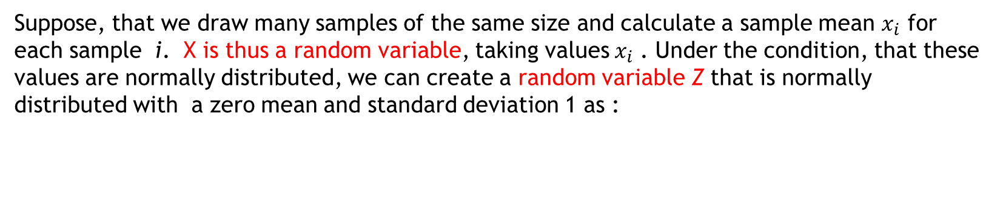 Suppose, that we draw many samples of the same size and calculate a sample mean xᵢ for
each sample i. X is thus a random variable, taking values xᵢ . Under the condition, that these
values are normally distributed, we can create a random variable Z that is normally
distributed with a zero mean and standard deviation 1 as :